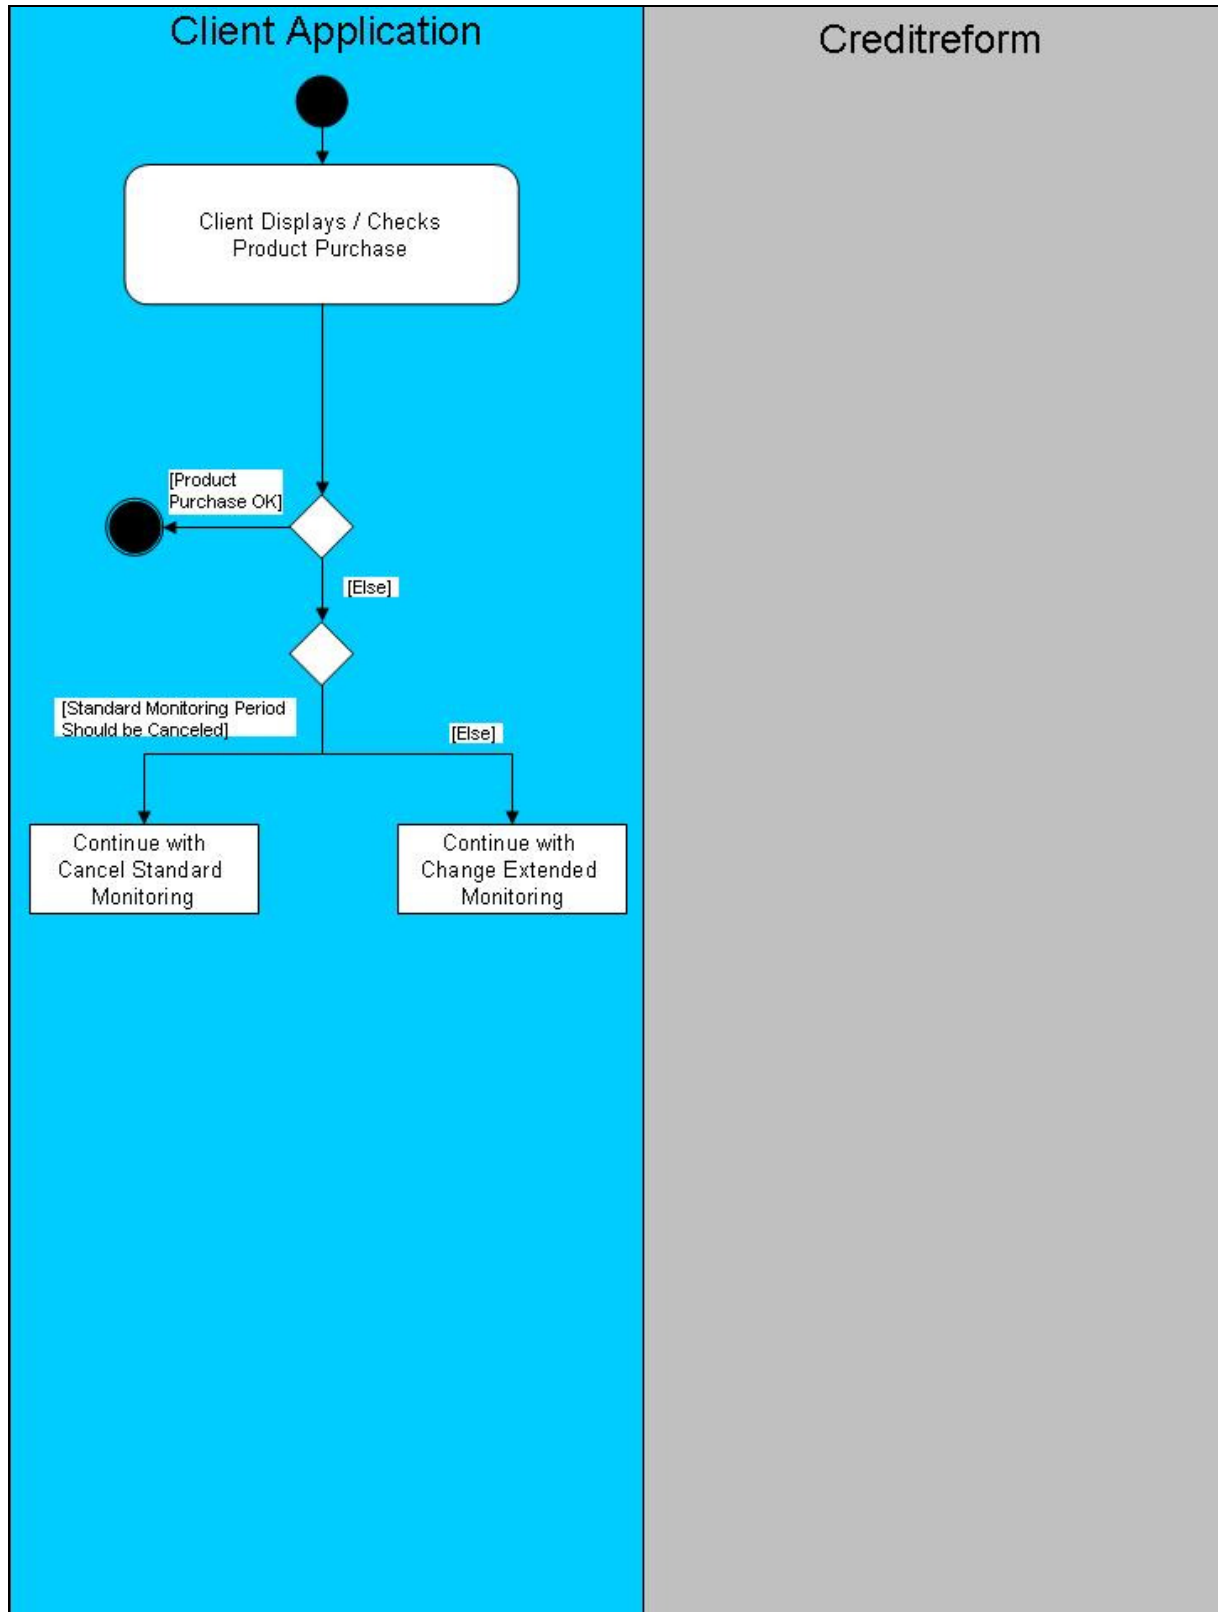 Client Application
Creditreform
Client Displays / Checks
Product Purchase
[Product
Purchase OK]
[Else]
[Standard Monitoring Period
Should be Canceled]
[Else]
Continue with
Cancel Standard
Monitoring
Continue with
Change Extended
Monitoring